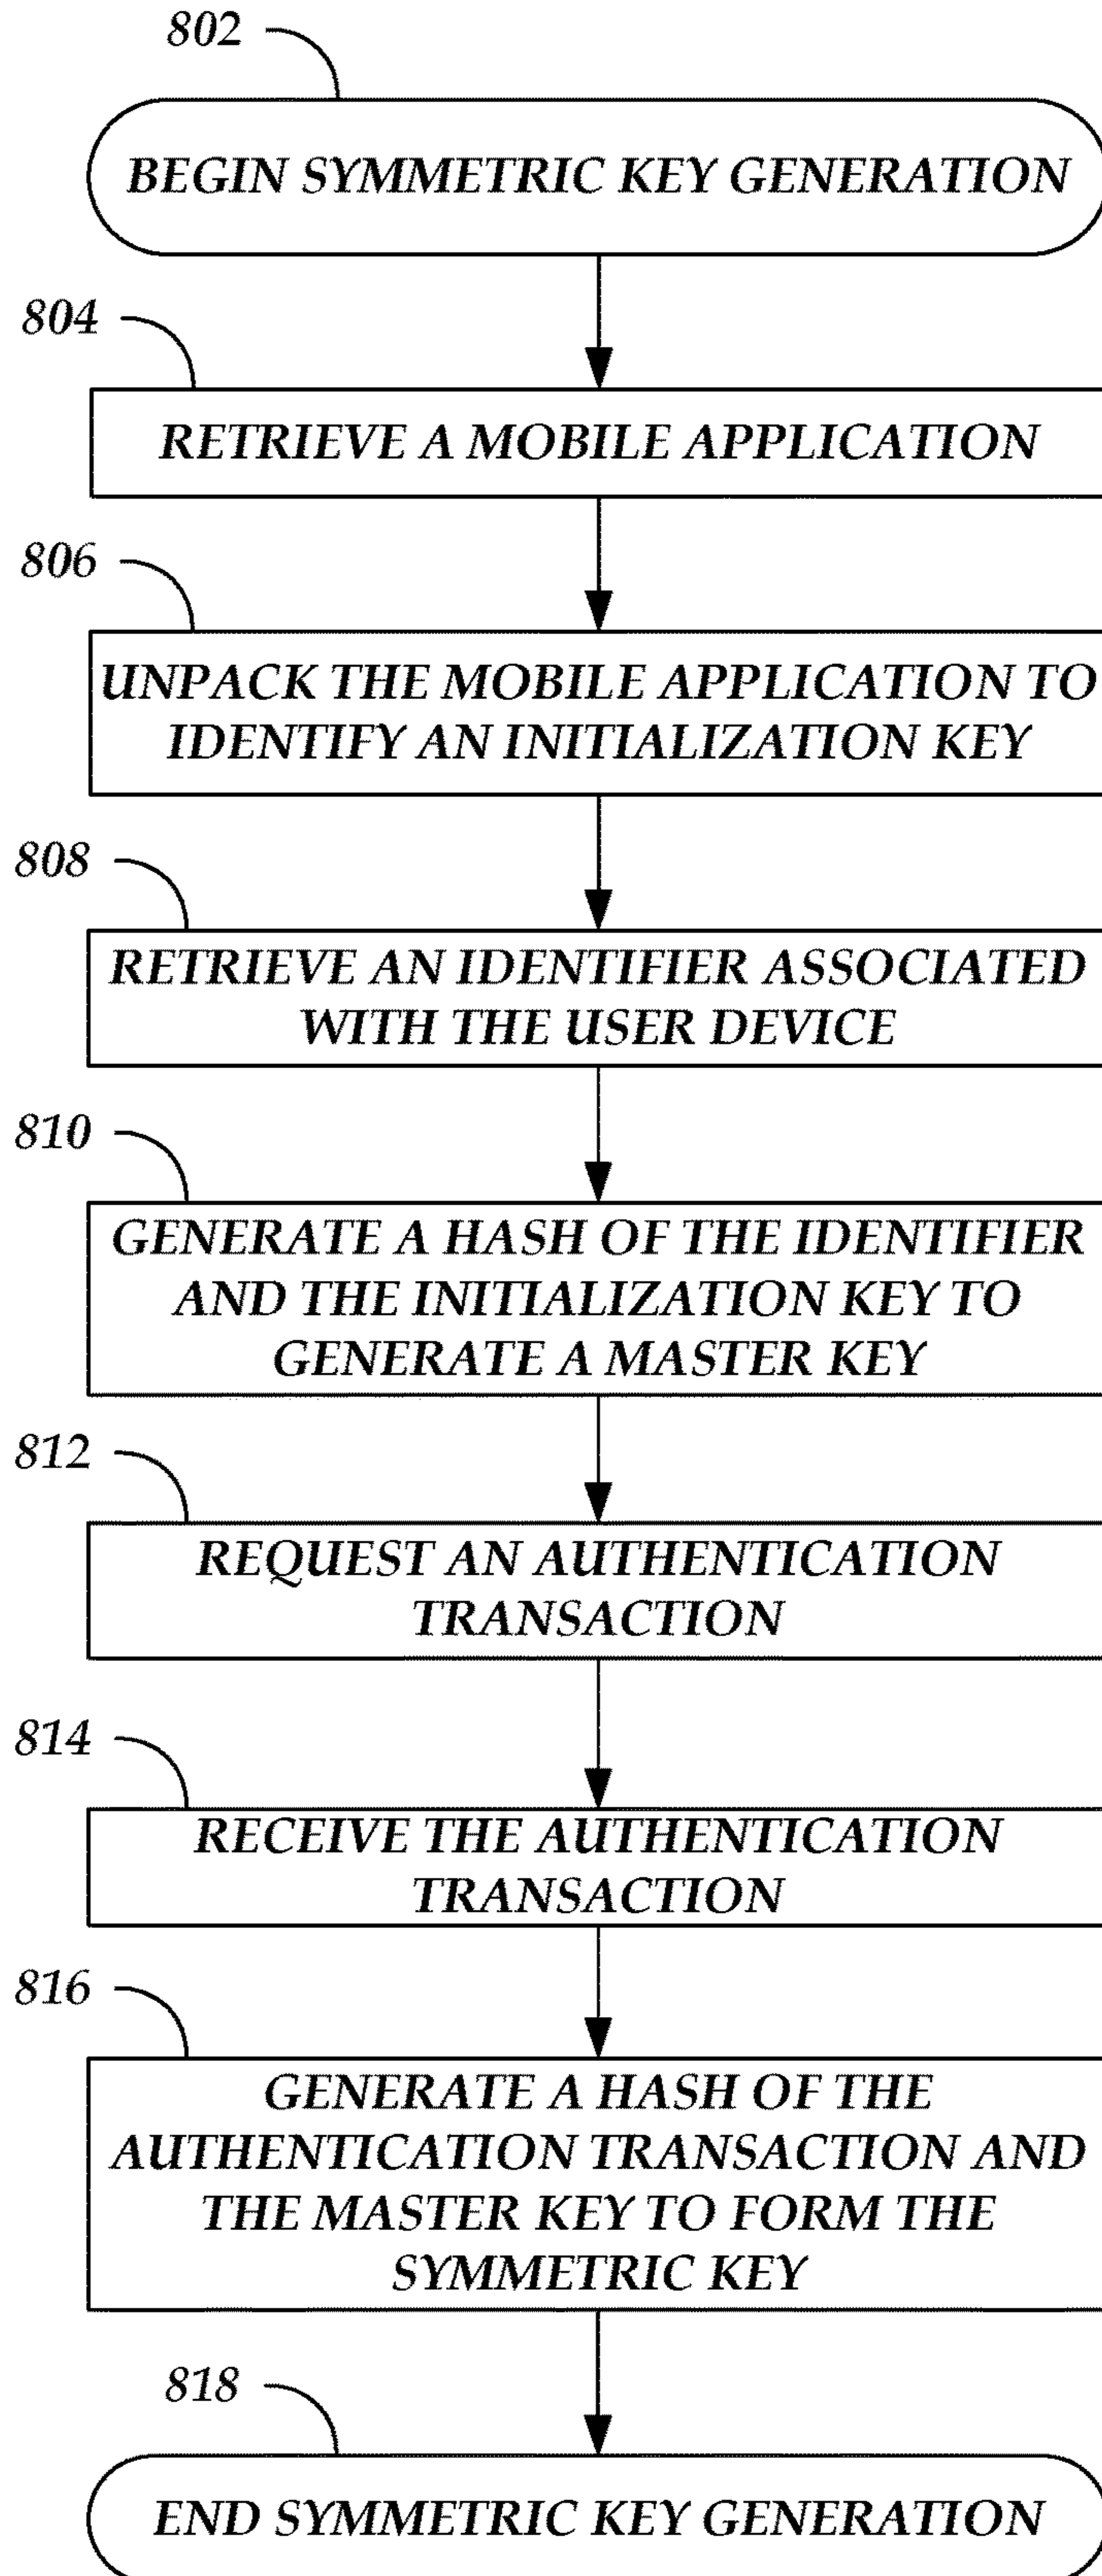 802
BEGIN SYMMETRIC KEY GENERATION
804
RETRIEVE A MOBILE APPLICATION
806
UNPACK THE MOBILE APPLICATION TO
IDENTIFY AN INITIALIZATION KEY
808
RETRIEVE AN IDENTIFIER ASSOCIATED
WITH THE USER DEVICE
810
GENERATE A HASH OF THE IDENTIFIER
AND THE INITIALIZATION KEY TO
GENERATE A MASTER KEY
812
REQUEST AN AUTHENTICATION
TRANSACTION
814
RECEIVE THE AUTHENTICATION
TRANSACTION
816
GENERATE A HASH OF THE
AUTHENTICATION TRANSACTION AND
THE MASTER KEY TO FORM THE
SYMMETRIC KEY
818
END SYMMETRIC KEY GENERATION